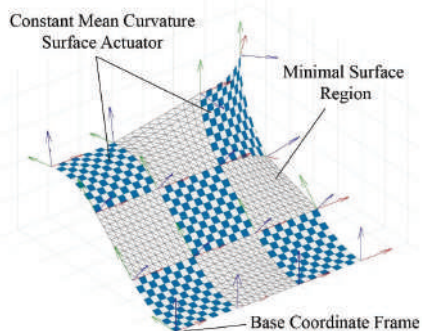 Constant Mean Curvature
Surface Actuator
Minimal Surface
Region
Base Coordinate Frame